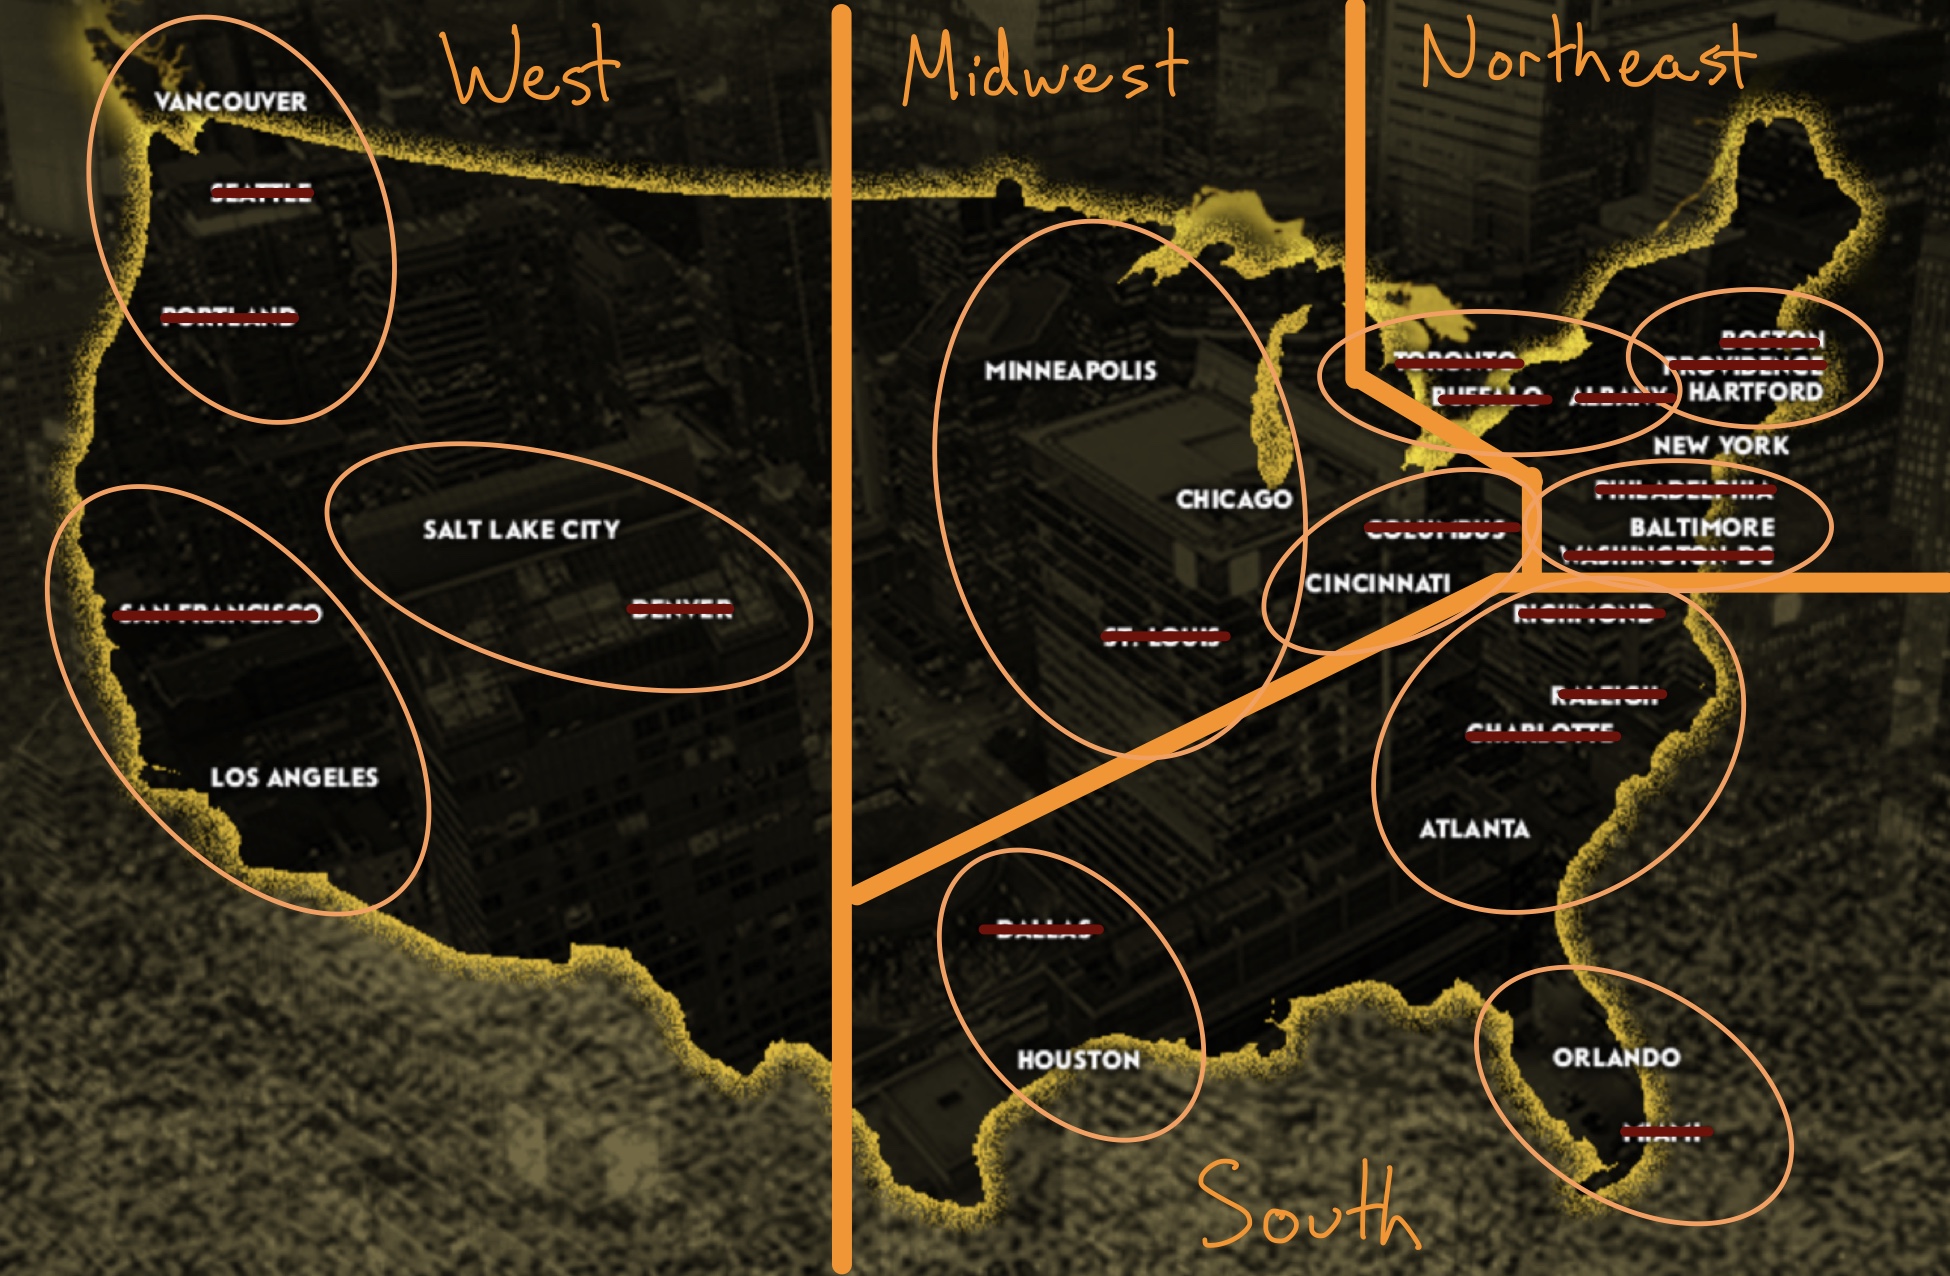 West
Midwest
Northeast
VANCOUVER
SEATTLE
PORTLAND
SAN FRANCISCO
LOS ANGELES
SALT LAKE CITY
DENVER
MINNEAPOLIS
CHICAGO
ST. LOUIS
COLUMBUS
CINCINNATI
TORONTO
BUFFALO
ALBANY
BOSTON
PROVIDENCE
HARTFORD
NEW YORK
PHILADELPHIA
BALTIMORE
WASHINGTON DC
RICHMOND
RALEIGH
CHARLOTTE
ATLANTA
DALLAS
HOUSTON
ORLANDO
MIAMI
South